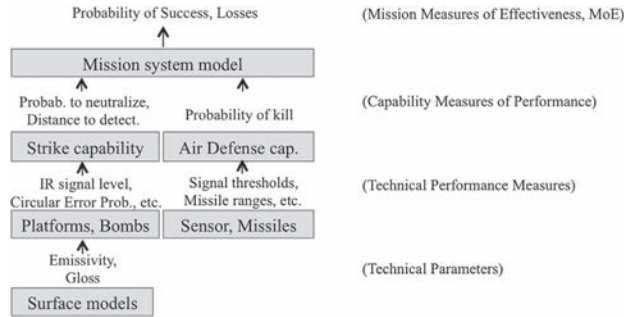 Probability of Success, Losses (Mission Measures of Effectiveness, MoE)
Mission system model
Probab. to neutralize,
Distance to detect.
Probability of kill
(Capability Measures of Performance)
Strike capability
Air Defense cap.
IR signal level,
Circular Error Prob., etc.
Signal thresholds,
Missile ranges, etc.
(Technical Performance Measures)
Platforms, Bombs
Sensor, Missiles
Emissivity,
Gloss
(Technical Parameters)
Surface models